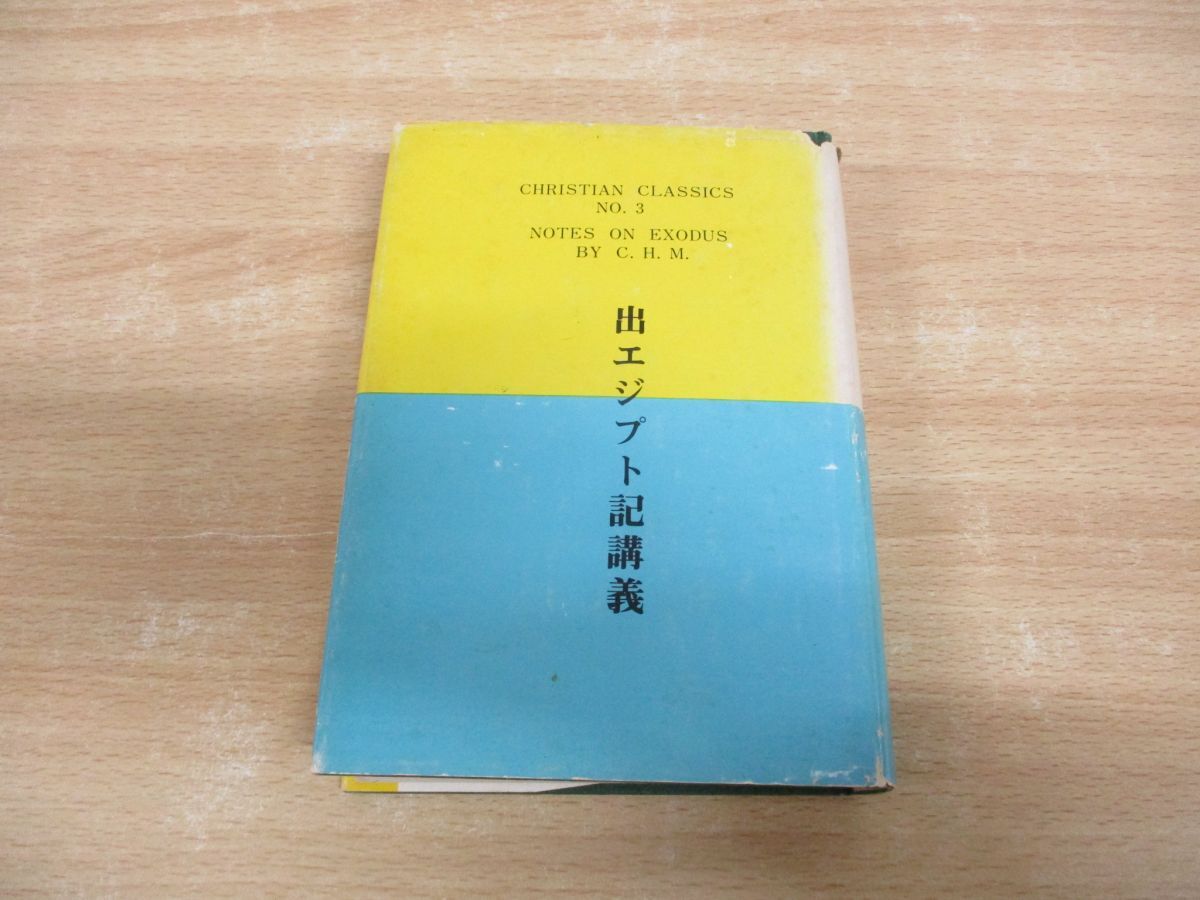 CHRISTIAN CLASSICS
NO. 3
NOTES ON EXODUS
BY C. H. M.
出エジプト記講義